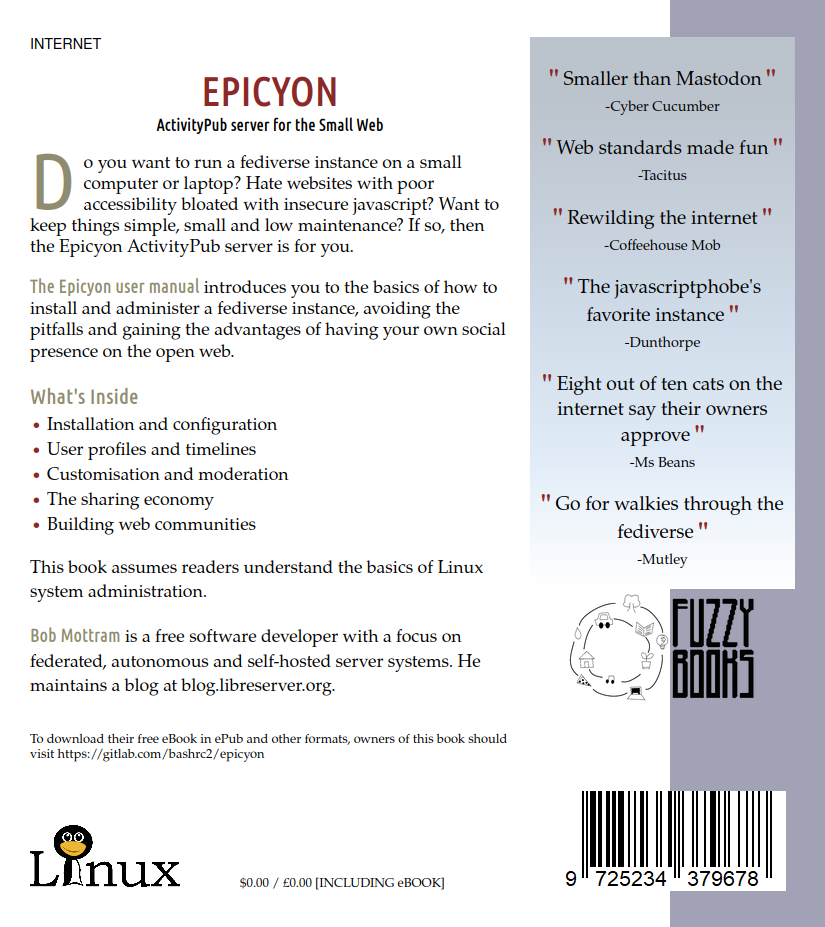 INTERNET
EPICYON
ActivityPub server for the Small Web
Do you want to run a fediverse instance on a small
computer or laptop? Hate websites with poor
accessibility bloated with insecure javascript? Want to
keep things simple, small and low maintenance? If so, then
the Epicyon ActivityPub server is for you.
The Epicyon user manual introduces you to the basics of how to
install and administer a fediverse instance, avoiding the
pitfalls and gaining the advantages of having your own social
presence on the open web.
What's Inside
• Installation and configuration
• User profiles and timelines
• Customisation and moderation
• The sharing economy
• Building web communities
This book assumes readers understand the basics of Linux
system administration.
Bob Mottram is a free software developer with a focus on
federated, autonomous and self-hosted server systems. He
maintains a blog at blog.libreserver.org.
To download their free eBook in ePub and other formats, owners of this book should
visit https://gitlab.com/bashrc2/epicyon
Linux
$0.00 / £0.00 [INCLUDING eBOOK]
" Smaller than Mastodon "
-Cyber Cucumber
" Web standards made fun "
-Tacitus
" Rewilding the internet "
-Coffeehouse Mob
" The javascriptphobe's
favorite instance "
-Dunthorpe
" Eight out of ten cats on the
internet say their owners
approve "
-Ms Beans
" Go for walkies through the
fediverse "
-Mutley
FUZZY
BOOKS
9 725234 379678